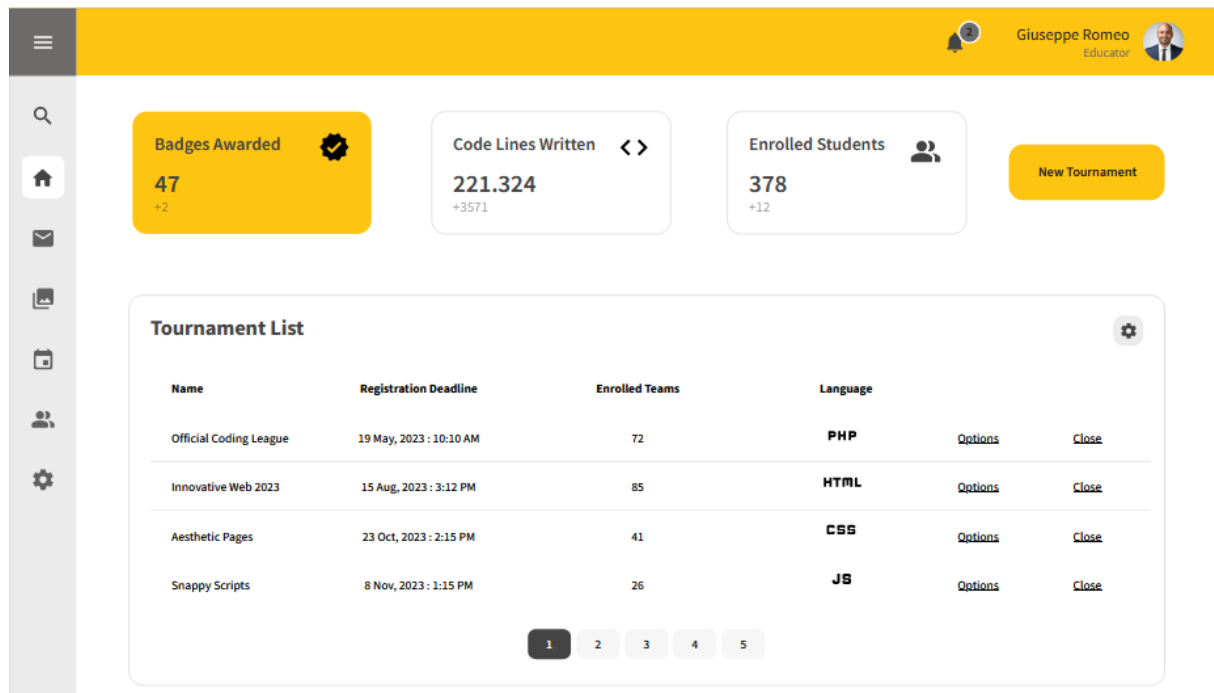 2
Giuseppe Romeo
Educator
Badges Awarded
47
+2
Code Lines Written
221.324
+3571
Enrolled Students
378
+12
New Tournament
Tournament List
Name Registration Deadline Enrolled Teams Language
Official Coding League 19 May, 2023 : 10:10 AM 72 PHP Options Close
Innovative Web 2023 15 Aug, 2023 : 3:12 PM 85 HTML Options Close
Aesthetic Pages 23 Oct, 2023 : 2:15 PM 41 CSS Options Close
Snappy Scripts 8 Nov, 2023 : 1:15 PM 26 JS Options Close
1 2 3 4 5